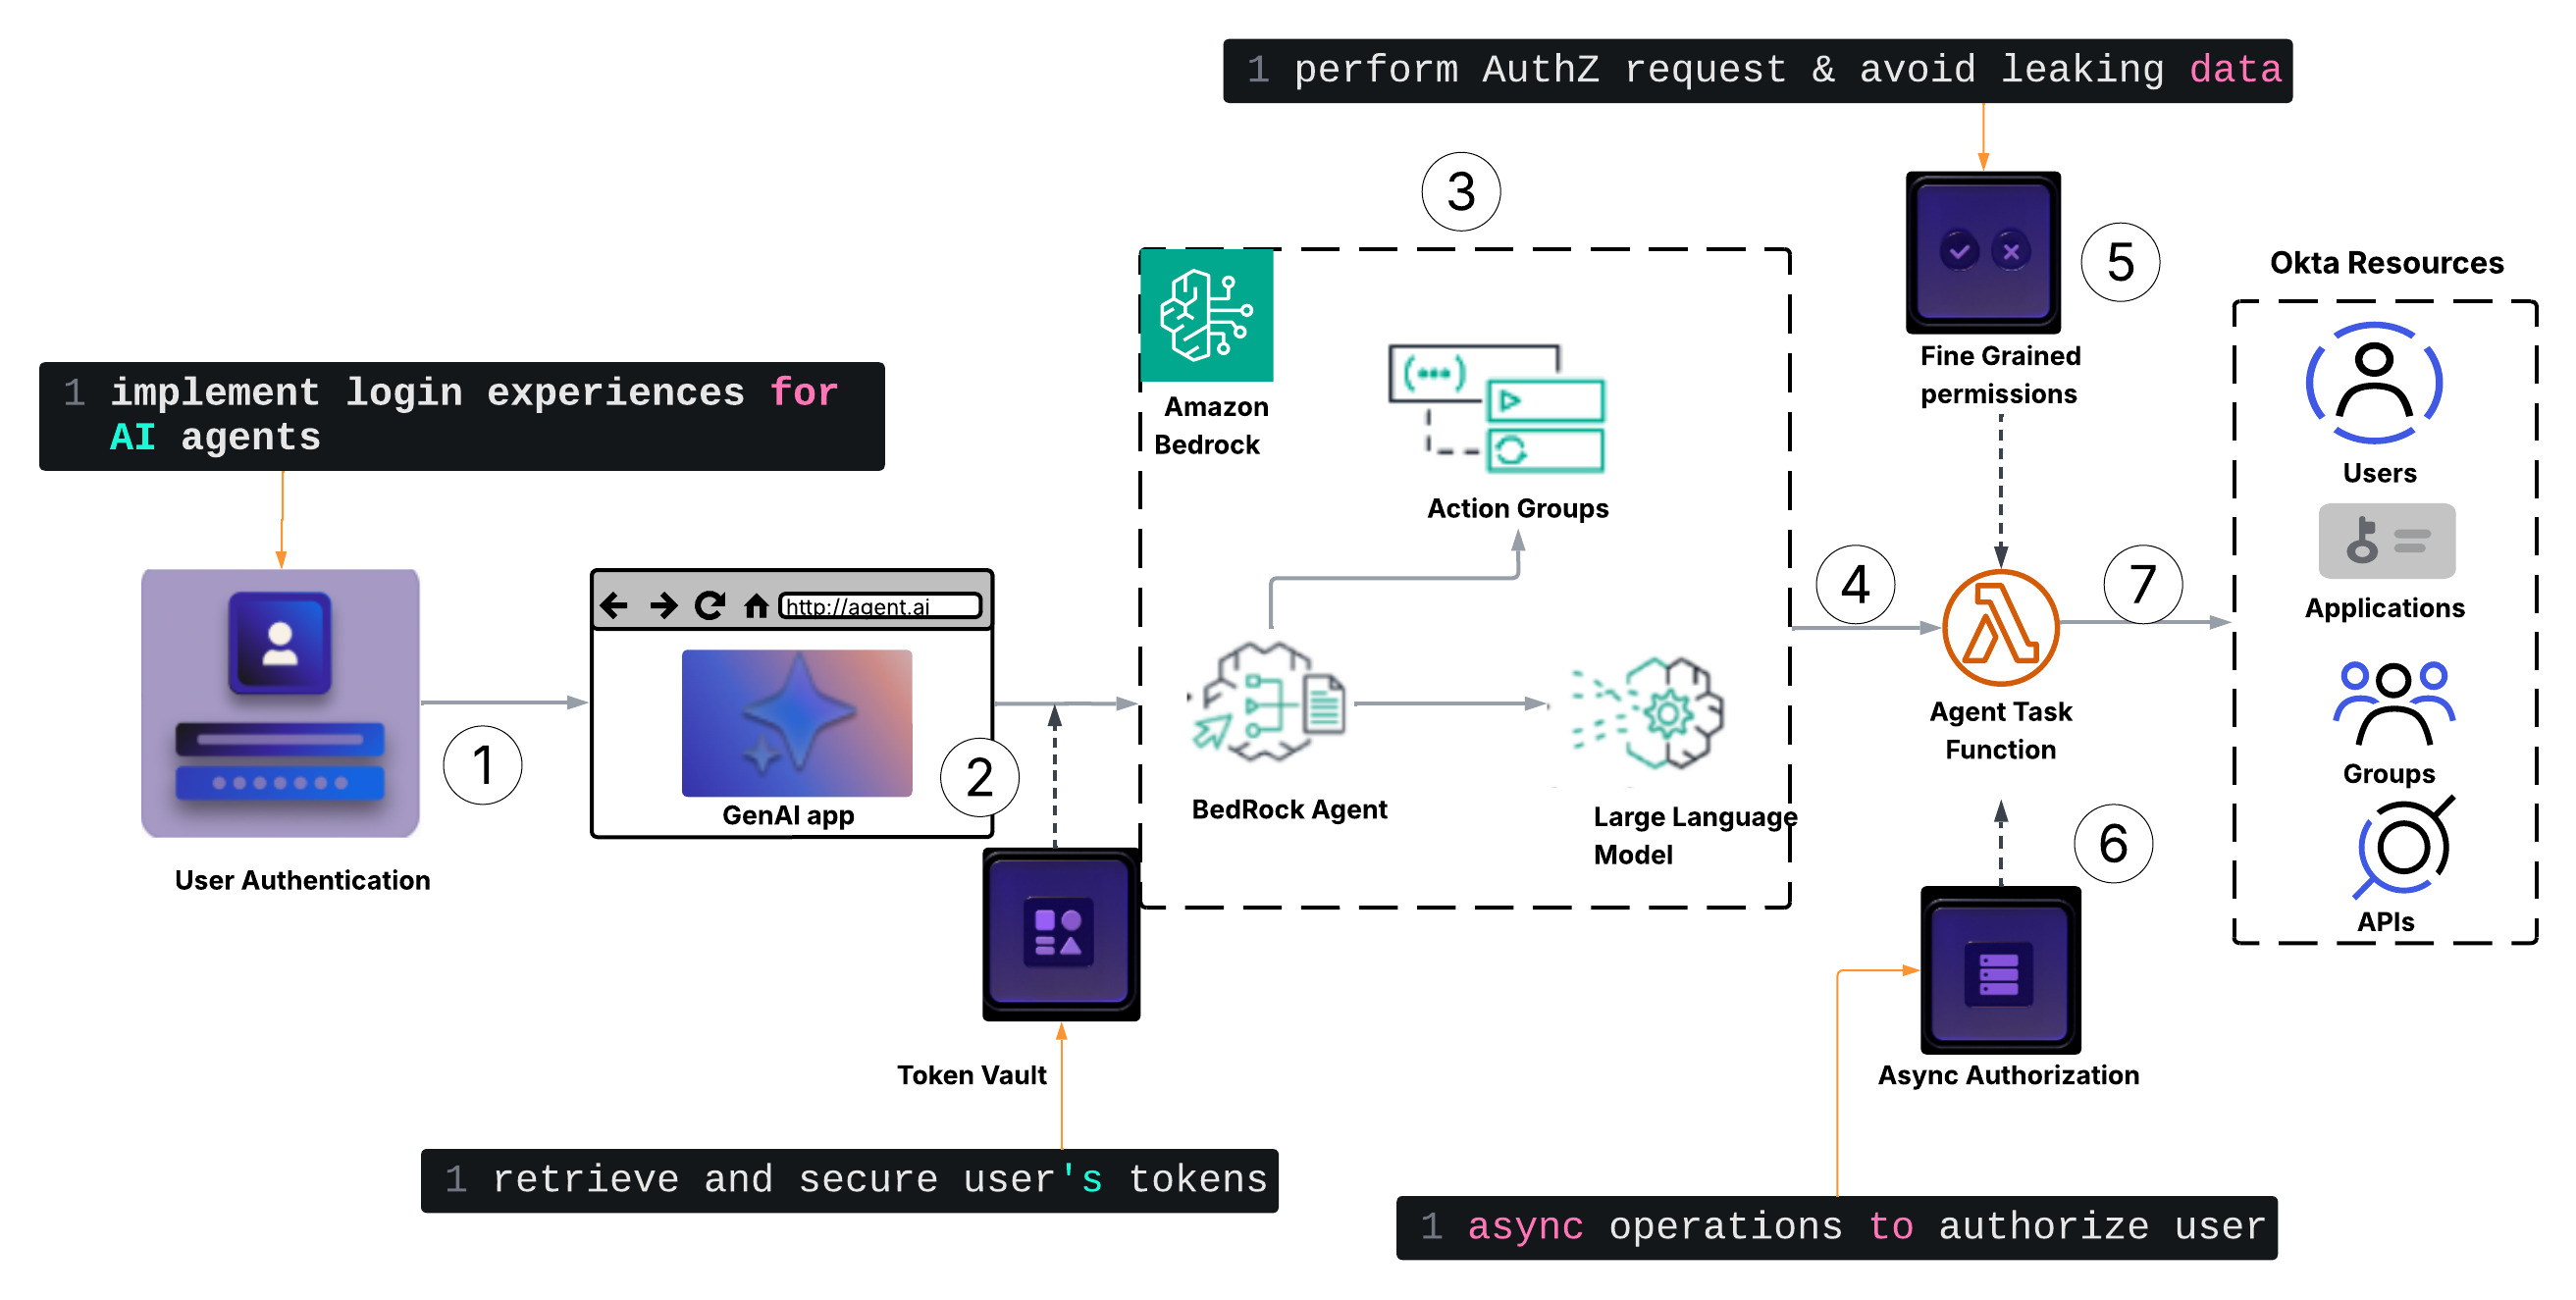 1 perform AuthZ request & avoid leaking data
3
5
Okta Resources
Amazon
Bedrock
Fine Grained
permissions
1 implement login experiences for
AI agents
Users
Action Groups
http://agent.ai
4
7
Applications
Agent Task
Function
1
2
GenAI app
BedRock Agent
Large Language
Model
Groups
6
User Authentication
APIs
Token Vault
Async Authorization
1 retrieve and secure user's tokens
1 async operations to authorize user